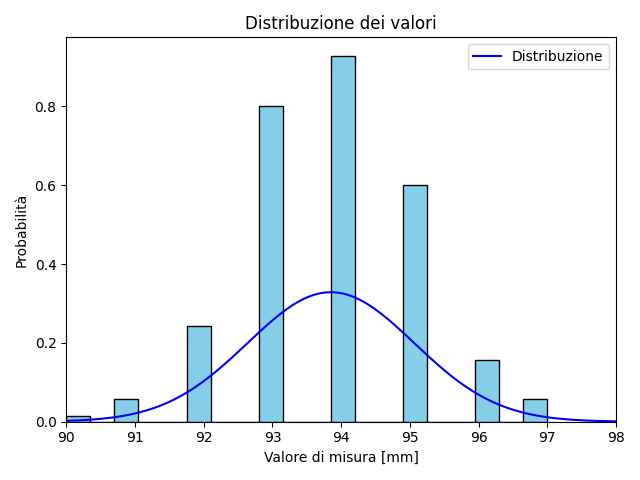 Distribuzione dei valori
Distribuzione
Probabilità
0.8
0.6
0.4
0.2
0.0
90 91 92 93 94 95 96 97 98
Valore di misura [mm]